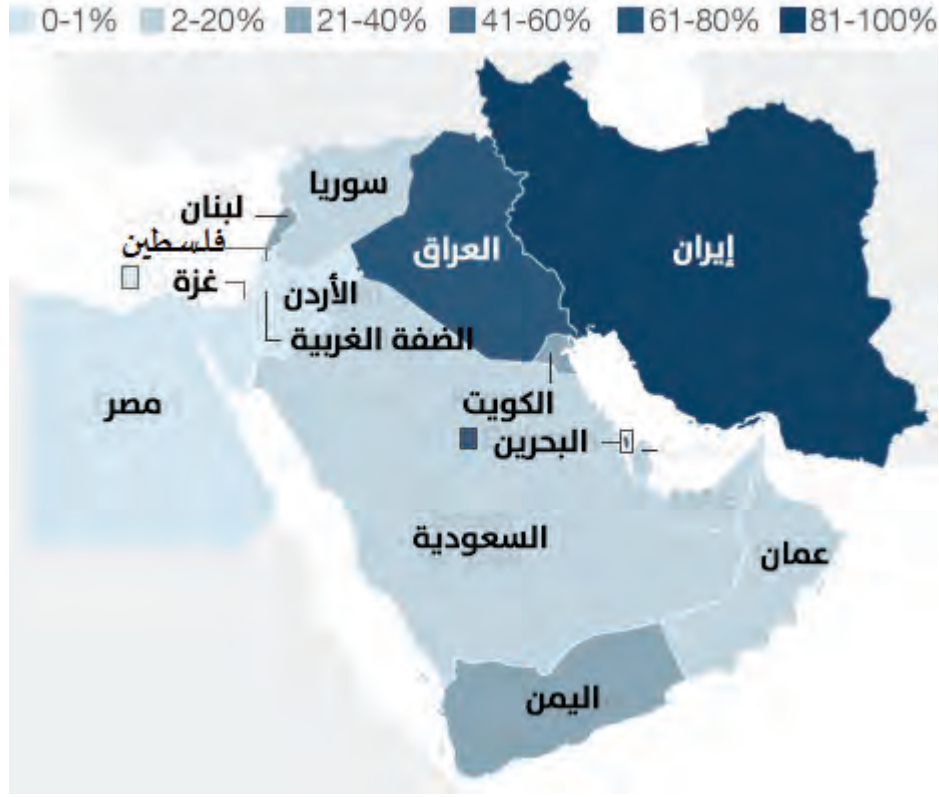 0-1% 2-20% 21-40% 41-60% 61-80% 81-100%
سوريا
لبنان
العراق
إيران
فلسطين
غزة
الأردن
الضفة الغربية
مصر
الكويت
البحرين
السعودية
عمان
اليمن